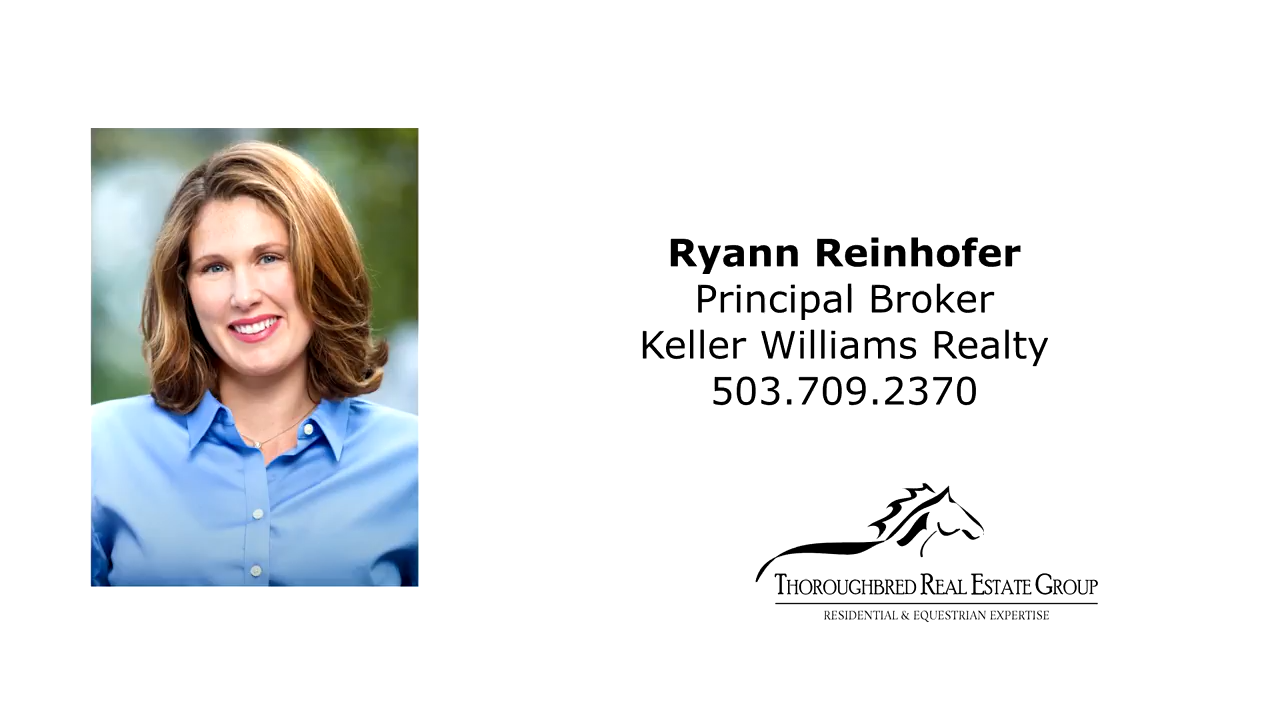 Ryann Reinhofer
Principal Broker
Keller Williams Realty
503.709.2370
THOROUGHBRED REAL ESTATE GROUP
RESIDENTIAL & EQUESTRIAN EXPERTISE